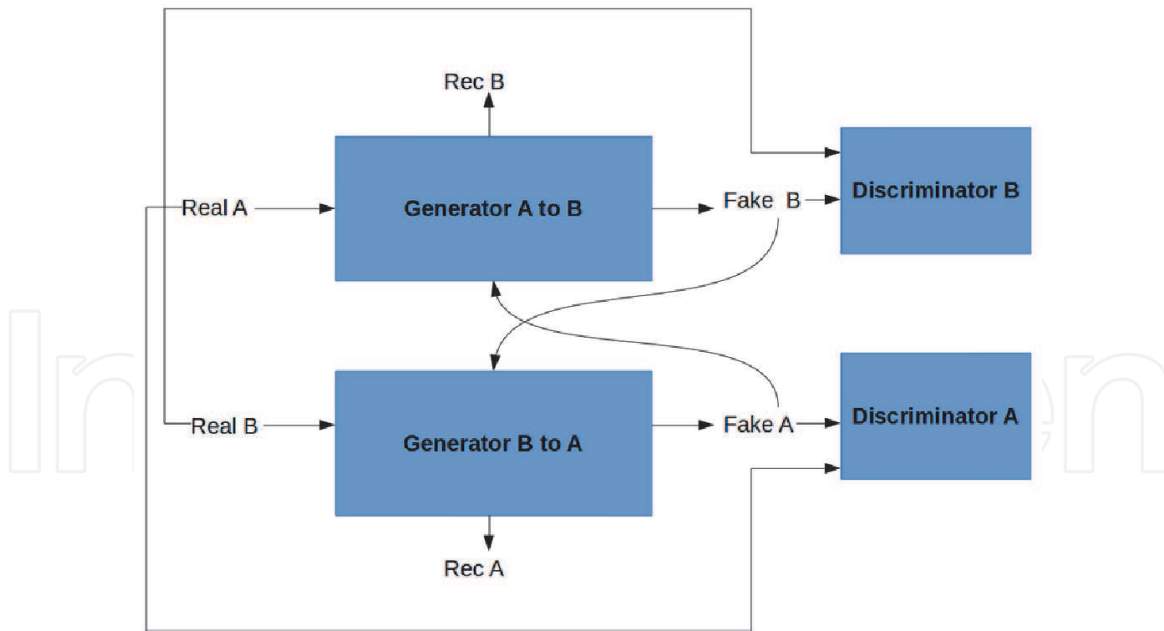 Rec B
Real A
Generator A to B
Fake B
Discriminator B
Real B
Generator B to A
Fake A
Discriminator A
Rec A